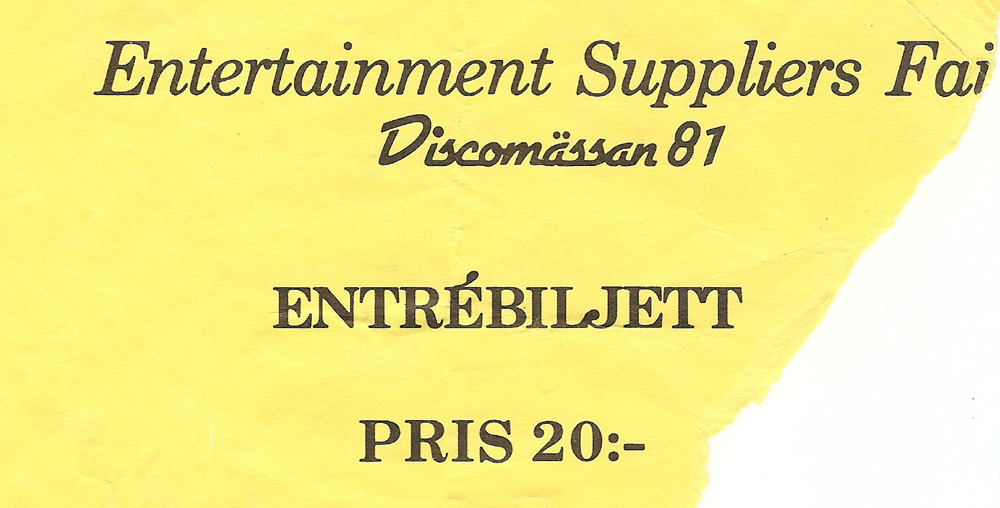 Entertainment Suppliers Fai
Discomässan 81
ENTRÉBILJETT
PRIS 20:-